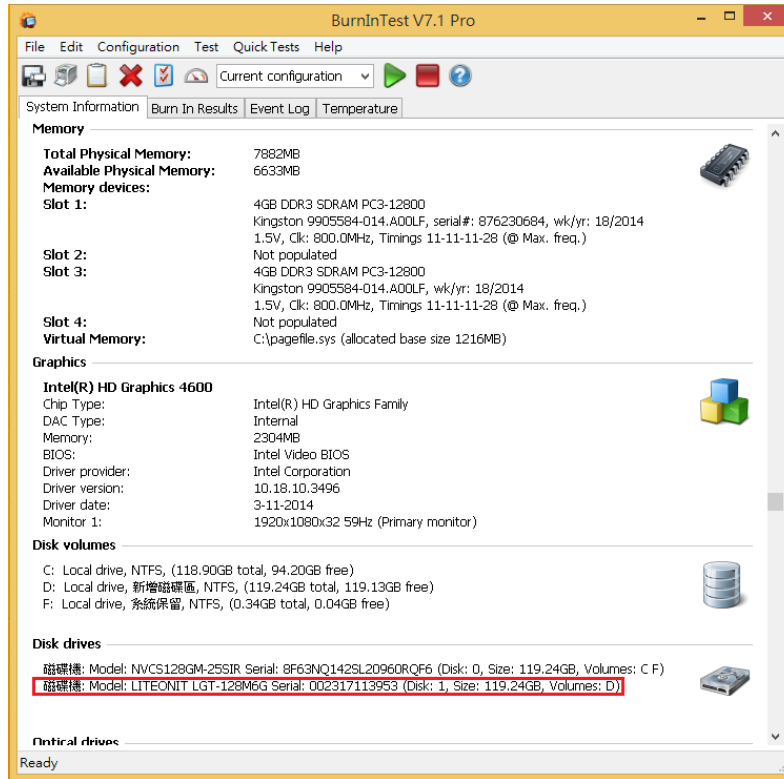 BurnInTest V7.1 Pro
File Edit Configuration Test Quick Tests Help
Current configuration
System Information Burn In Results Event Log Temperature
Memory
Total Physical Memory: 7882MB
Available Physical Memory: 6633MB
Memory devices:
Slot 1: 4GB DDR3 SDRAM PC3-12800
Kingston 9905584-014.A00LF, serial#: 876230684, wk/yr: 18/2014
1.5V, Clk: 800.0MHz, Timings 11-11-11-28 (@ Max. freq.)
Slot 2: Not populated
Slot 3: 4GB DDR3 SDRAM PC3-12800
Kingston 9905584-014.A00LF, wk/yr: 18/2014
1.5V, Clk: 800.0MHz, Timings 11-11-11-28 (@ Max. freq.)
Slot 4: Not populated
Virtual Memory: C:\pagefile.sys (allocated base size 1216MB)
Graphics
Intel(R) HD Graphics 4600
Chip Type: Intel(R) HD Graphics Family
DAC Type: Internal
Memory: 2304MB
BIOS: Intel Video BIOS
Driver provider: Intel Corporation
Driver version: 10.18.10.3496
Driver date: 3-11-2014
Monitor 1: 1920x1080x32 59Hz (Primary monitor)
Disk volumes
C: Local drive, NTFS, (118.90GB total, 94.20GB free)
D: Local drive, 新增磁碟區, NTFS, (119.24GB total, 119.13GB free)
F: Local drive, 系統保留, NTFS, (0.34GB total, 0.04GB free)
Disk drives
磁碟機: Model: NVCS128GM-25SIR Serial: 8F63NQ142SL20960RQF6 (Disk: 0, Size: 119.24GB, Volumes: C F)
磁碟機: Model: LITEONIT LGT-128M6G Serial: 002317113953 (Disk: 1, Size: 119.24GB, Volumes: D)
Optical drives
Ready